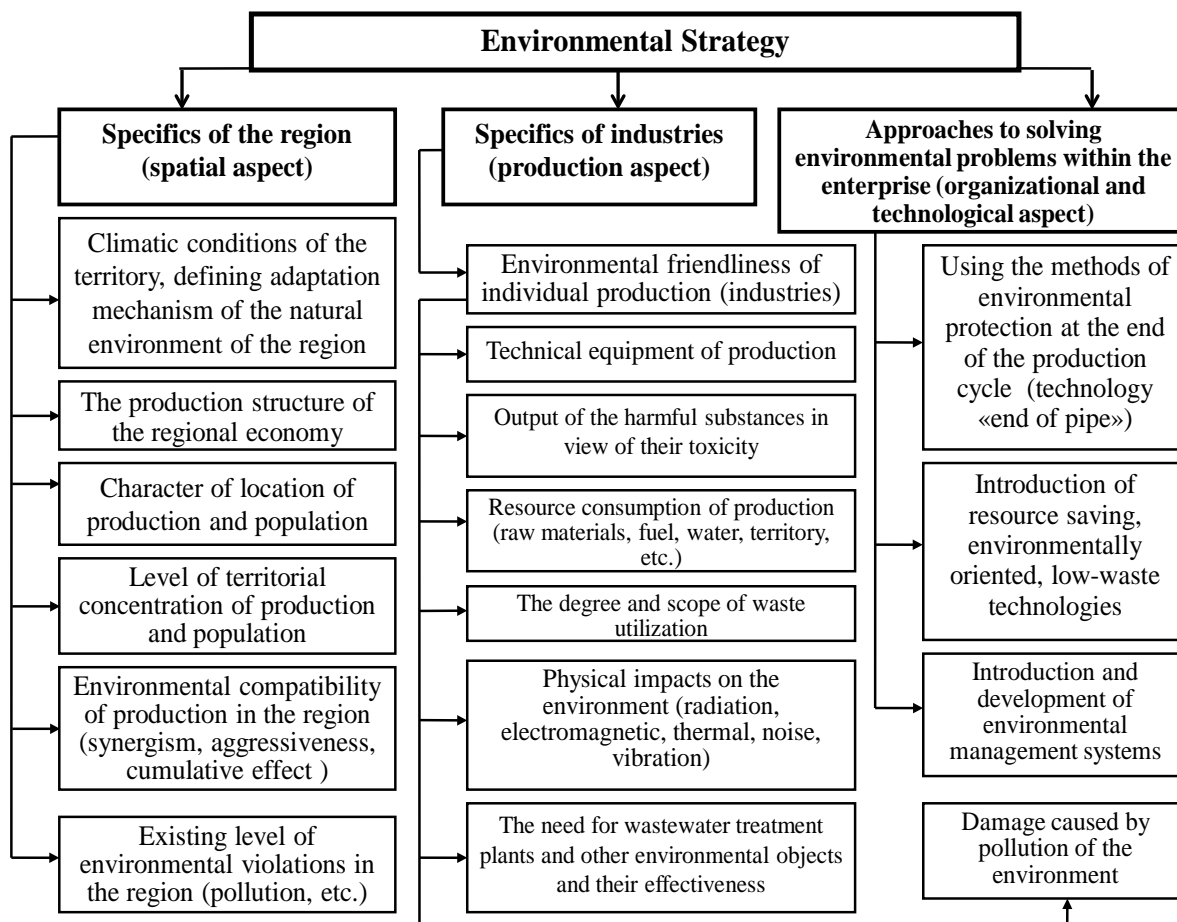 Environmental Strategy
Specifics of the region
(spatial aspect)
Climatic conditions of the
territory, defining adaptation
mechanism of the natural
environment of the region
The production structure of
the regional economy
Character of location of
production and population
Level of territorial
concentration of production
and population
Environmental compatibility
of production in the region
(synergism, aggressiveness,
cumulative effect )
Existing level of
environmental violations in
the region (pollution, etc.)
Specifics of industries
(production aspect)
Environmental friendliness of
individual production (industries)
Technical equipment of production
Output of the harmful substances in
view of their toxicity
Resource consumption of production
(raw materials, fuel, water, territory,
etc.)
The degree and scope of waste
utilization
Physical impacts on the
environment (radiation,
electromagnetic, thermal, noise,
vibration)
The need for wastewater treatment
plants and other environmental objects
and their effectiveness
Approaches to solving
environmental problems within the
enterprise (organizational and
technological aspect)
Using the methods of
environmental
protection at the end
of the production
cycle (technology
«end of pipe»)
Introduction of
resource saving,
environmentally
oriented, low-waste
technologies
Introduction and
development of
environmental
management systems
Damage caused by
pollution of the
environment